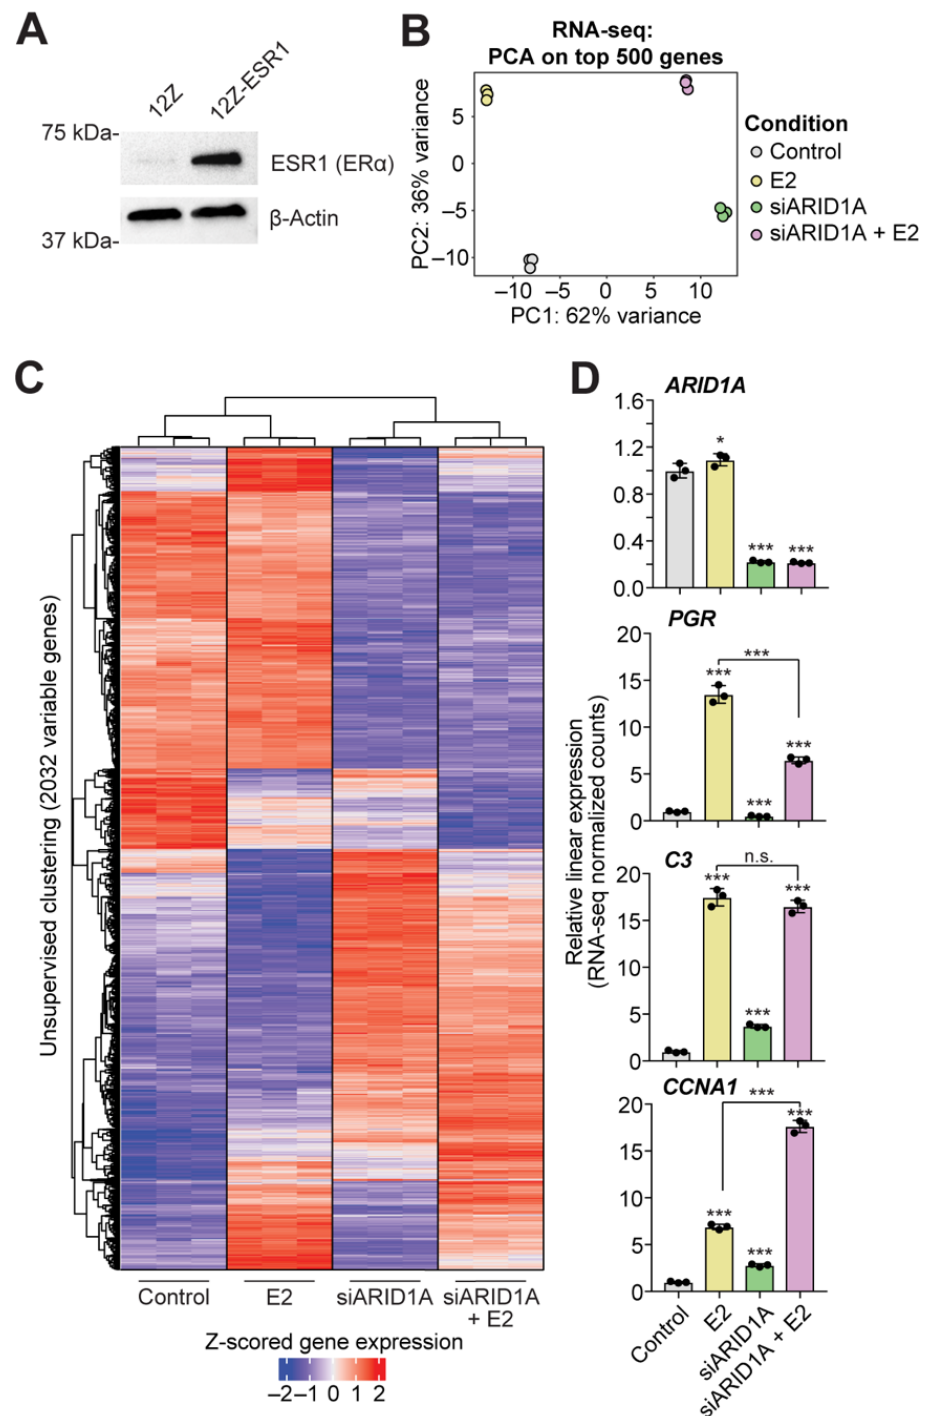 A
12Z
12Z-ESR1
75 kDa-
ESR1 (ERα)
β-Actin
37 kDa-
B
RNA-seq:
PCA on top 500 genes
PC2: 36% variance
5
0
−5
−10
−10 −5 0 5 10
PC1: 62% variance
Condition
Control
E2
siARID1A
siARID1A + E2
C
Unsupervised clustering (2032 variable genes)
Control
E2
siARID1A
siARID1A
+ E2
Z-scored gene expression
−2 −1 0 1 2
D
Relative linear expression
(RNA-seq normalized counts)
ARID1A
1.6
1.2
0.8
0.4
0.0
*
***
***
PGR
20
15
10
5
0
***
***
***
***
C3
20
15
10
5
0
n.s.
***
***
***
CCNA1
20
15
10
5
0
***
***
***
***
Control
E2
siARID1A
siARID1A + E2